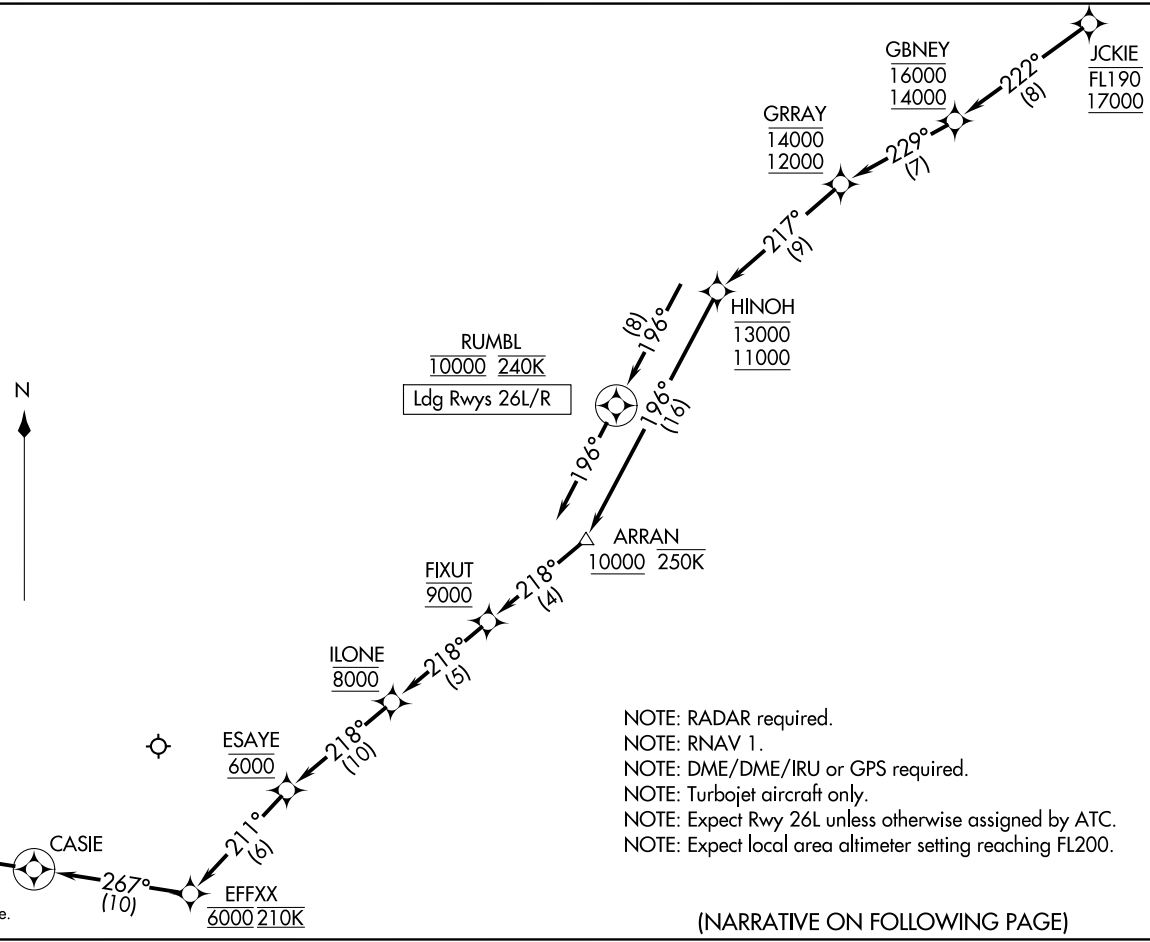 JCKIE
FL190
17000
222°
(8)
GBNEY
16000
14000
229°
(7)
GRRAY
14000
12000
217°
(9)
HINOH
13000
11000
(8)
196°
RUMBL
10000 240K
Ldg Rwys 26L/R
196°
(16)
196°
N
ARRAN
10000 250K
218°
(4)
FIXUT
9000
218°
(5)
ILONE
8000
218°
(10)
ESAYE
6000
211°
(6)
EFFXX
6000 210K
267°
(10)
CASIE
e.
NOTE: RADAR required.
NOTE: RNAV 1.
NOTE: DME/DME/IRU or GPS required.
NOTE: Turbojet aircraft only.
NOTE: Expect Rwy 26L unless otherwise assigned by ATC.
NOTE: Expect local area altimeter setting reaching FL200.
(NARRATIVE ON FOLLOWING PAGE)